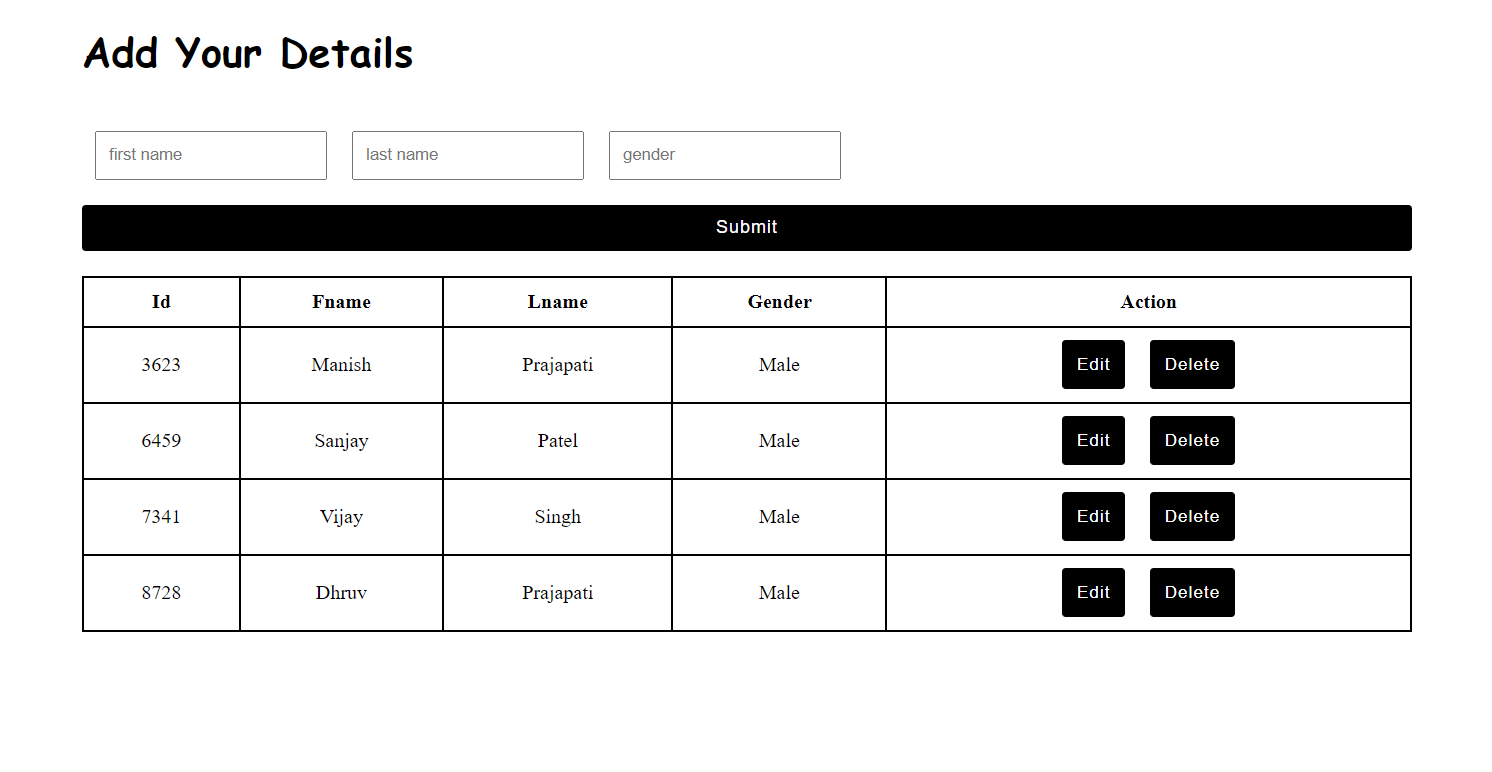 Add Your Details
first name last name gender
Submit
Id Fname Lname Gender Action
3623 Manish Prajapati Male Edit Delete
6459 Sanjay Patel Male Edit Delete
7341 Vijay Singh Male Edit Delete
8728 Dhruv Prajapati Male Edit Delete